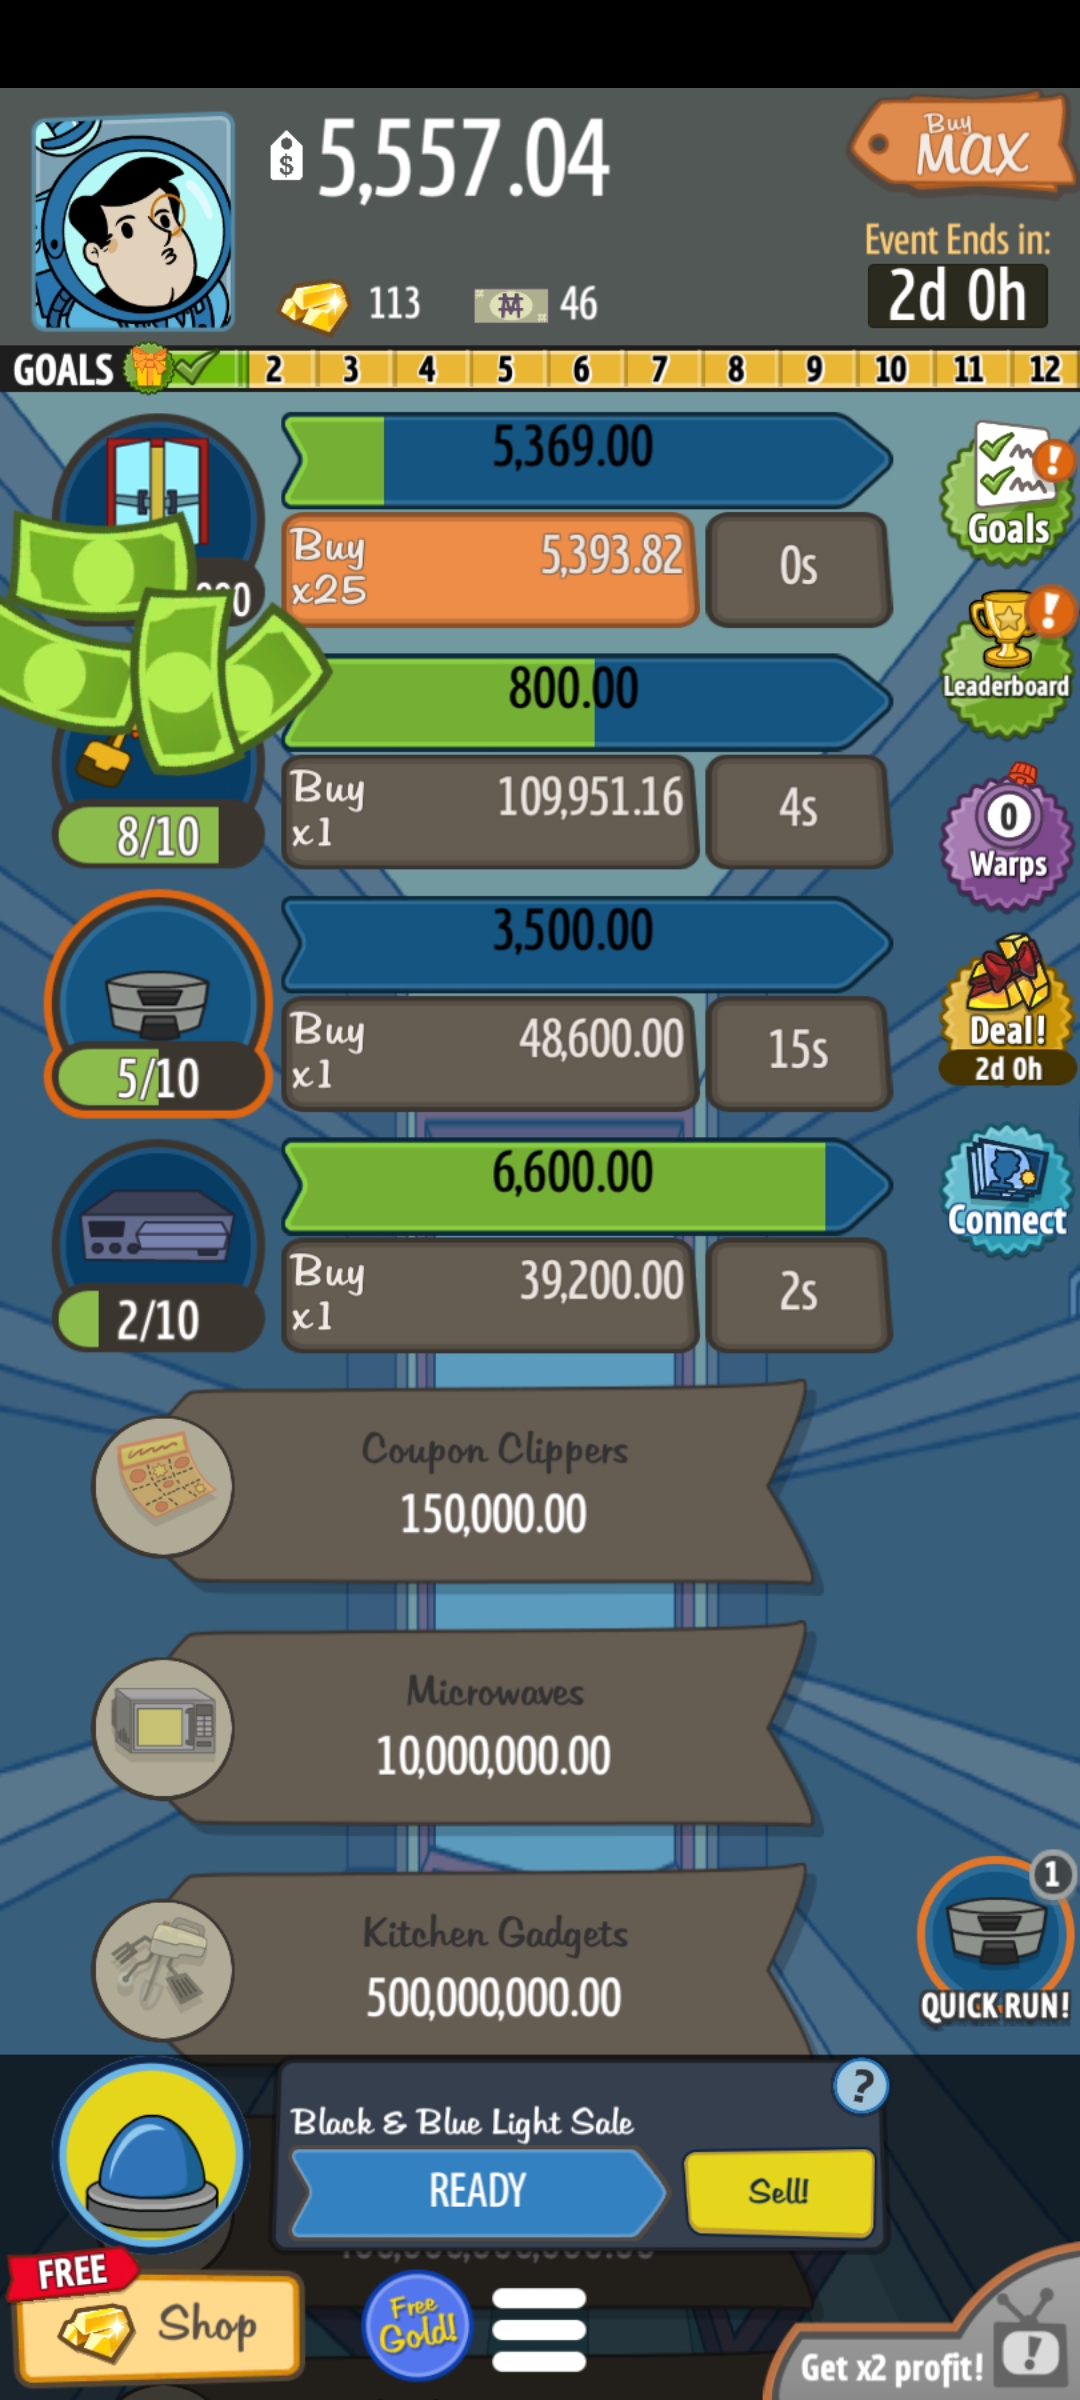 $ 5,557.04
Buy
MAX
Event Ends in:
2d 0h
113
46
GOALS 2 3 4 5 6 7 8 9 10 11 12
5,369.00
Buy
x25
5,393.82
0s
Goals
!
800.00
Buy
x1
109,951.16
4s
8/10
Leaderboard
!
3,500.00
Buy
x1
48,600.00
15s
5/10
0
Warps
Deal!
2d 0h
6,600.00
Buy
x1
39,200.00
2s
2/10
Connect
Coupon Clippers
150,000.00
Microwaves
10,000,000.00
Kitchen Gadgets
500,000,000.00
1
QUICK RUN!
Black & Blue Light Sale
?
READY
Sell!
FREE
Shop
Free
Gold!
Get x2 profit!
!